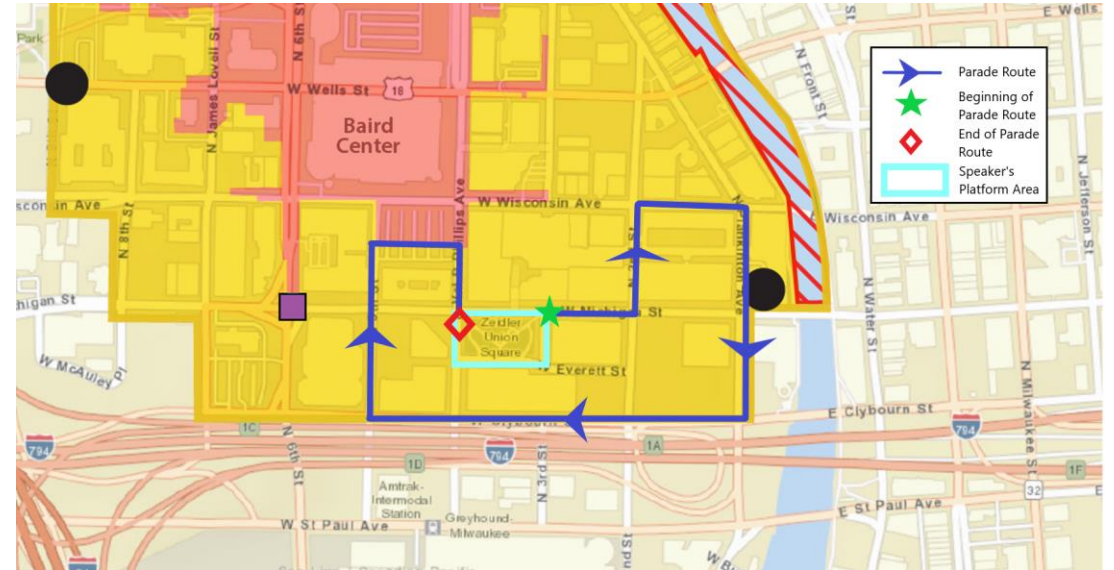 E Wells
Park
N James Lovell St
N 6th St
W Wells St
18
N Front St
Parade Route
Beginning of
Parade Route
End of Parade
Route
Speaker's
Platform Area
Baird
Center
N Jefferson St
W Wisconsin Ave
Wisconsin Ave
N 8th St
Phillips Ave
N Plankinton Ave
higan St
W Michigan St
N Water St
Zeidler
Union
Square
W Everett St
W McAuley Pl
N Milwaukee St
E Clybourn St
1C
794
794
794
1A
1D
1F
N 6th St
N 3rd St
Amtrak-
Intermodal
Station
32
E St Paul Ave
W St Paul Ave
Greyhound-
Milwaukee
nd St